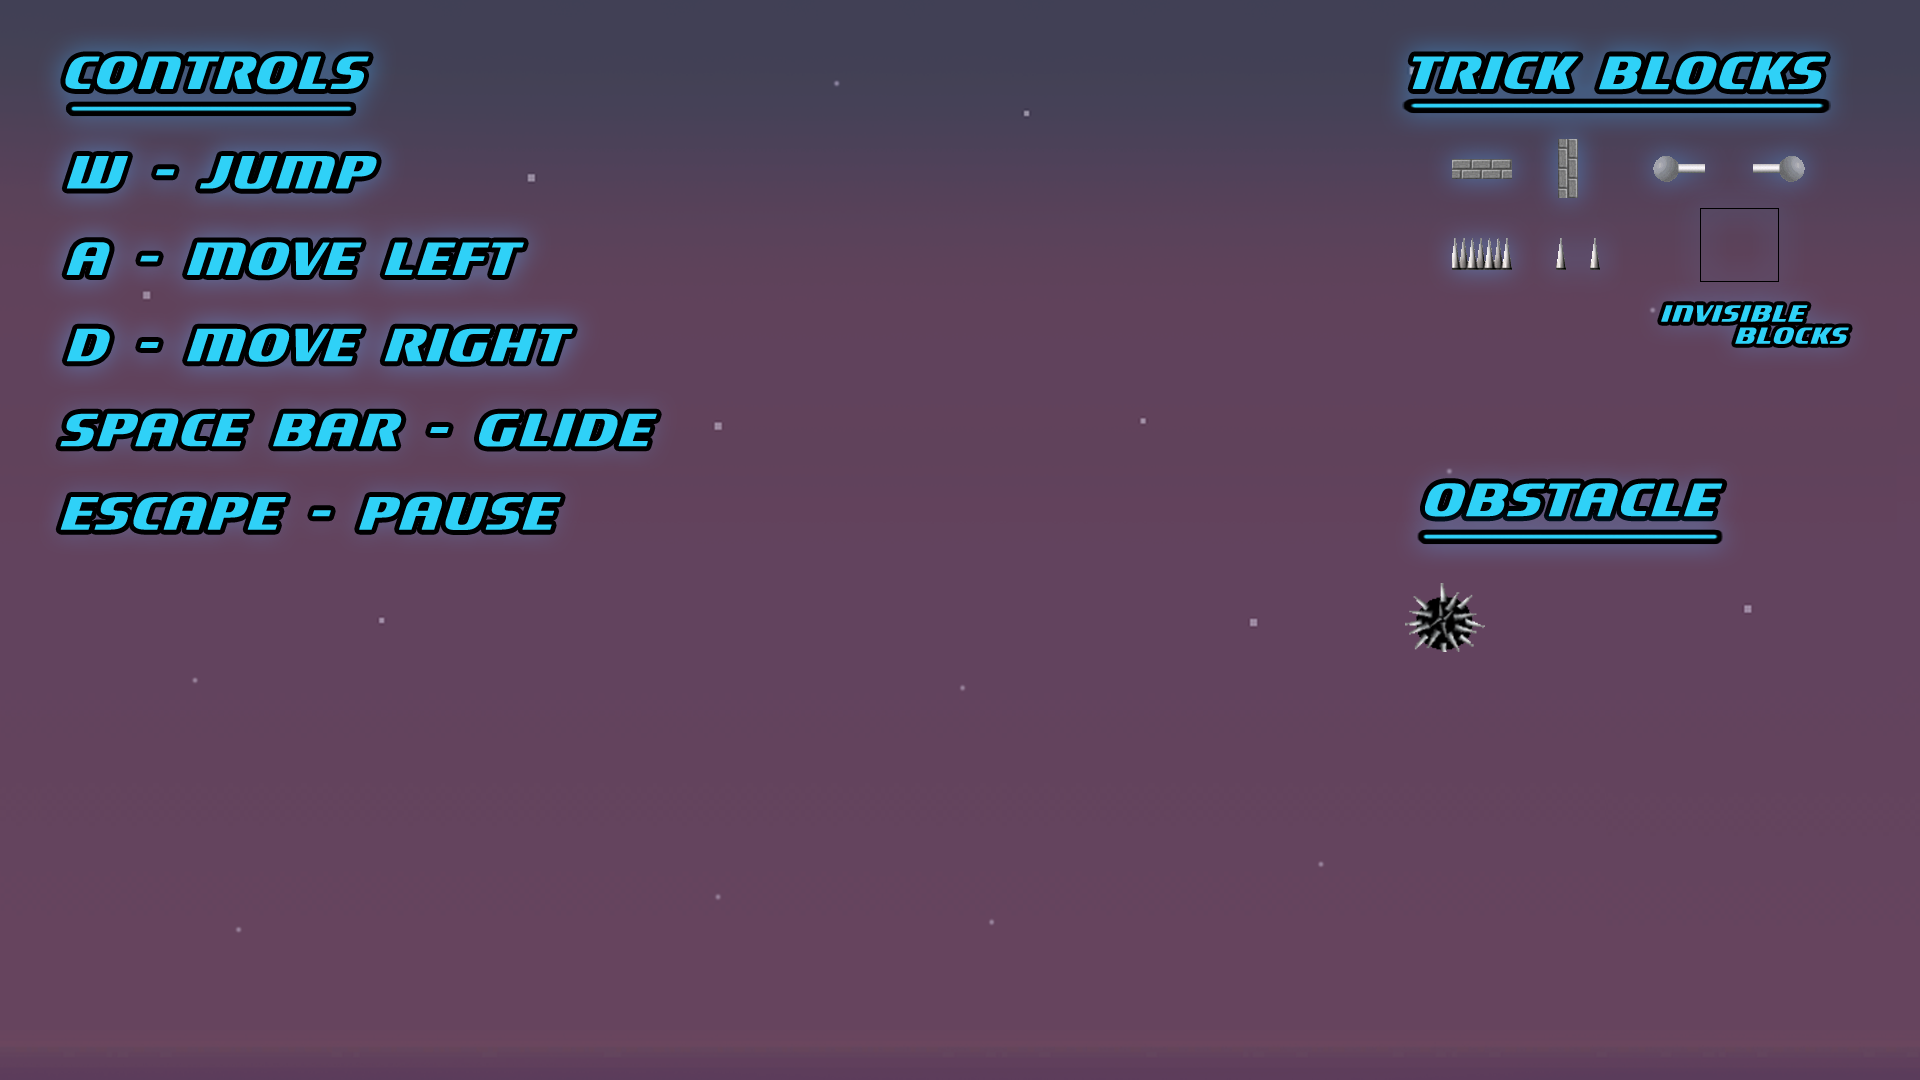 CONTROLS
W - JUMP
A - MOVE LEFT
D - MOVE RIGHT
SPACE BAR - GLIDE
ESCAPE - PAUSE
TRICK BLOCKS
INVISIBLE
BLOCKS
OBSTACLE